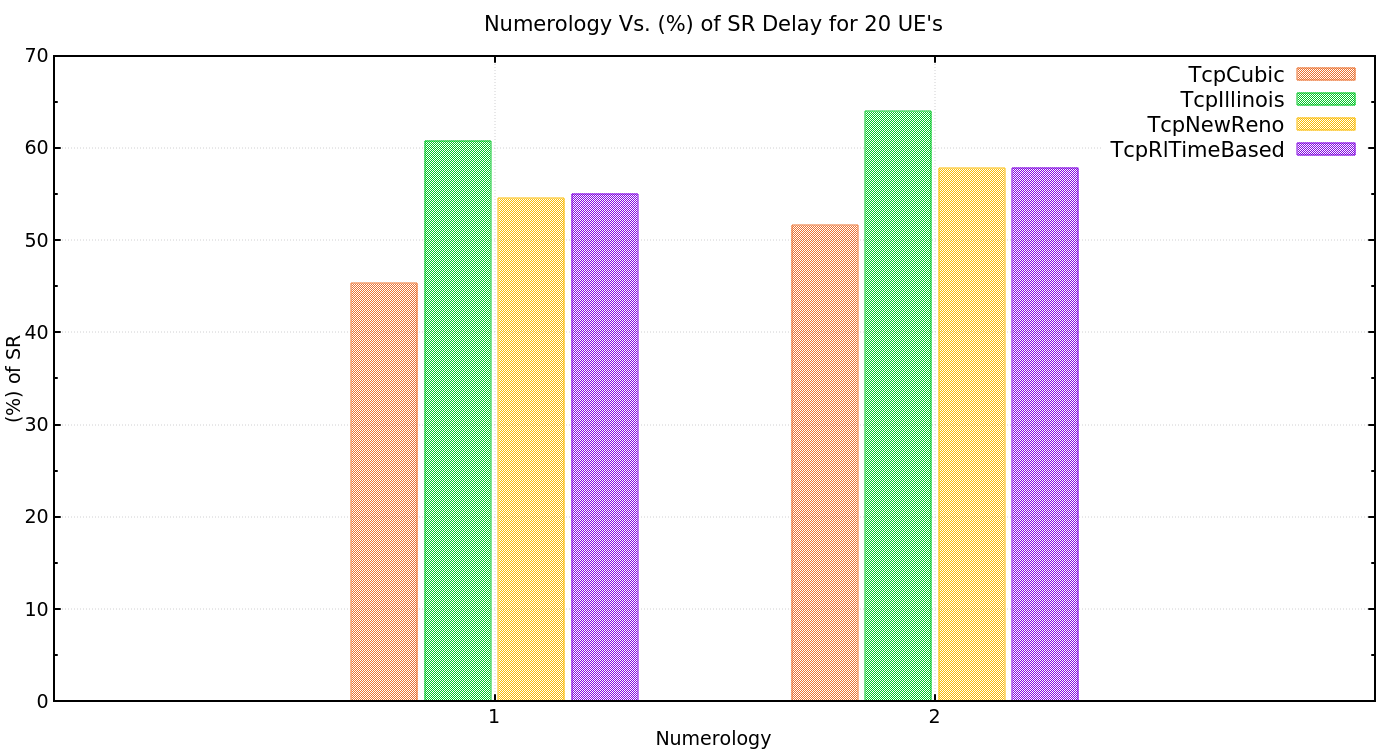 Numerology Vs. (%) of SR Delay for 20 UE's
70
60
50
40
30
20
10
0
(%) of SR
TcpCubic
TcpIllinois
TcpNewReno
TcpRlTimeBased
1
2
Numerology